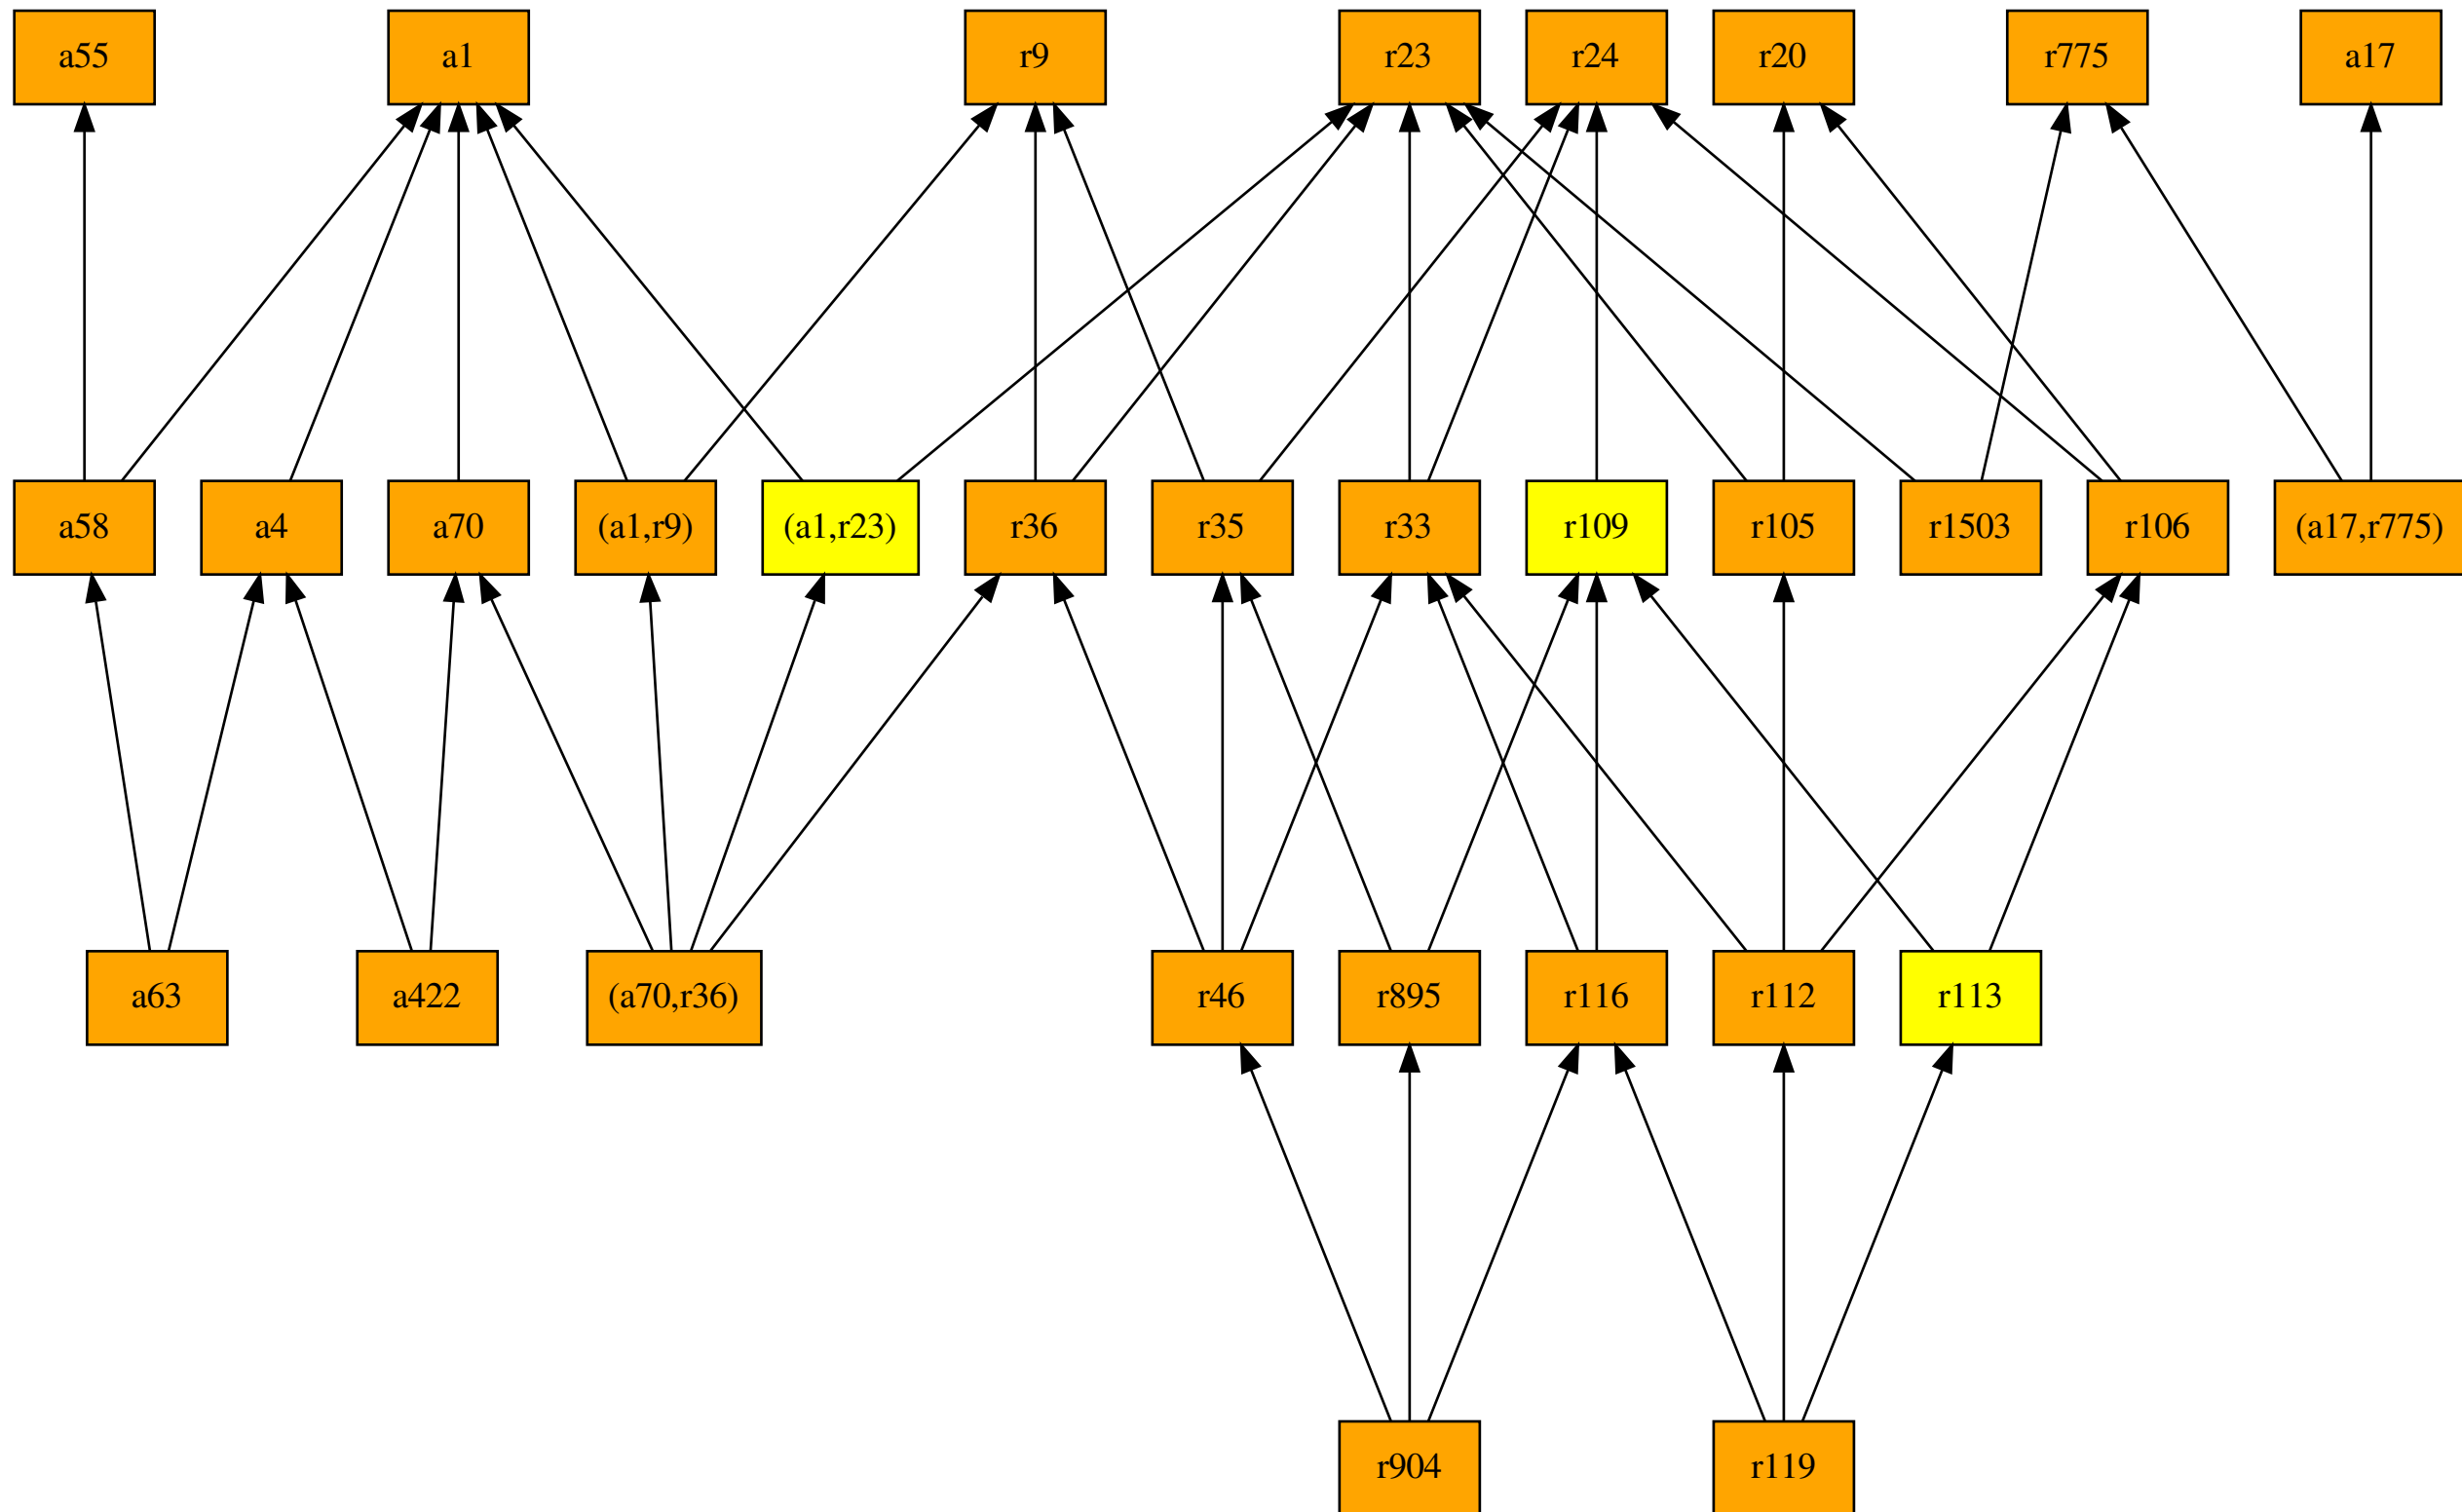 a55
a1
r9
r23
r24
r20
r775
a17
a58
a4
a70
(a1,r9)
(a1,r23)
r36
r35
r33
r109
r105
r1503
r106
(a17,r775)
a63
a422
(a70,r36)
r46
r895
r116
r112
r113
r904
r119